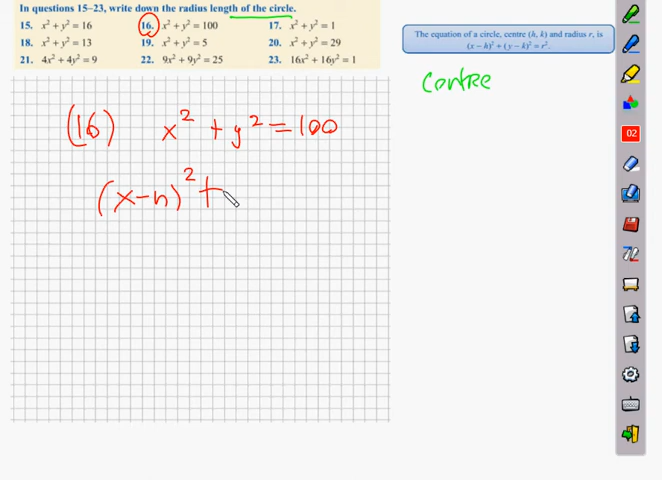 In questions 15–23, write down the radius length of the circle.
15. x² + y² = 16 16. x² + y² = 100 17. x² + y² = 1
18. x² + y² = 13 19. x² + y² = 5 20. x² + y² = 29
21. 4x² + 4y² = 9 22. 9x² + 9y² = 25 23. 16x² + 16y² = 1
The equation of a circle, centre (h, k) and radius r, is
(x – h)² + (y – k)² = r².
Centre
(16) x² + y² = 100
(x-h)² +
02